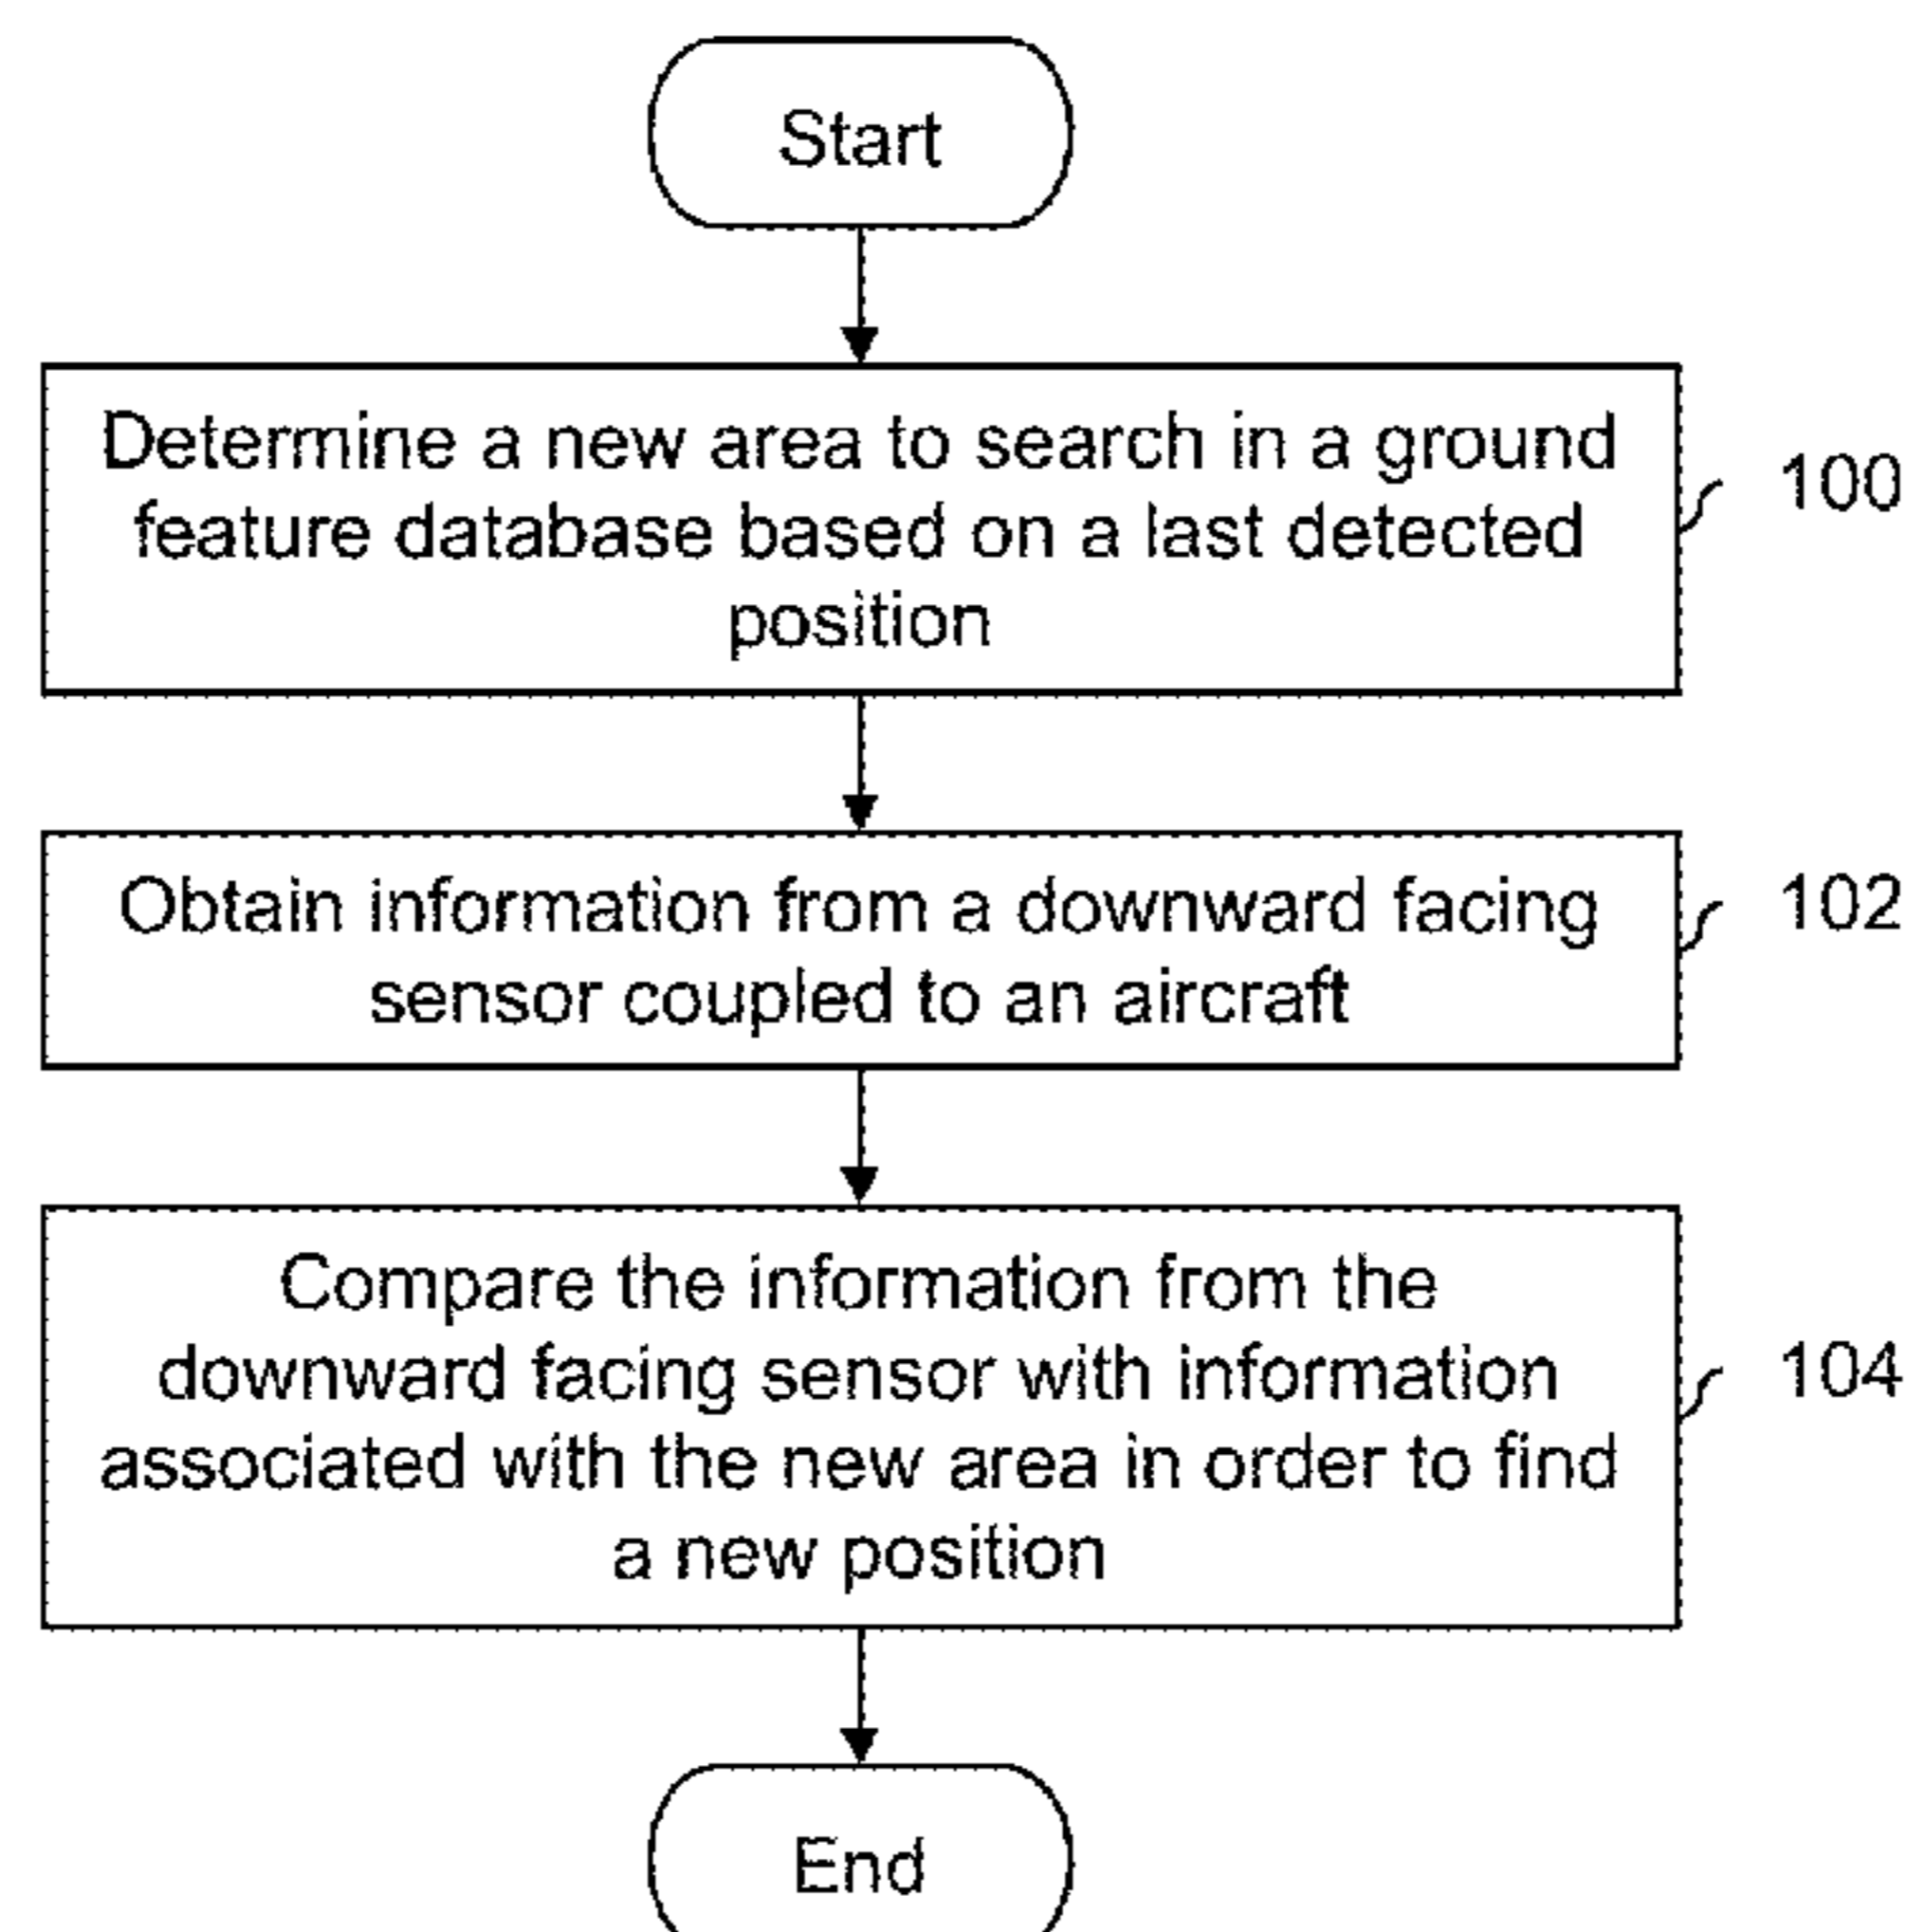 Start
Determine a new area to search in a ground
feature database based on a last detected
position
100
Obtain information from a downward facing
sensor coupled to an aircraft
102
Compare the information from the
downward facing sensor with information
associated with the new area in order to find
a new position
104
End